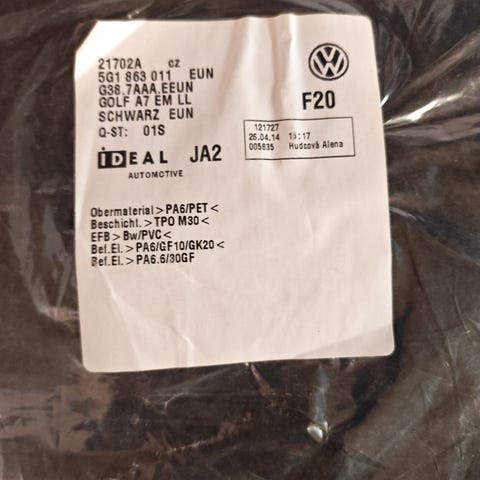 21702A CZ
5G1 863 011 EUN
G38.7AAA.EEUN
GOLF A7 EM LL
SCHWARZ EUN
Q-ST: 01S
F20
121727
26.04.14 15:17
005835 Hudcová Alena
iDEAL JA2
AUTOMOTIVE
Obermaterial>PA6/PET<
Beschicht.>TPO M30<
EFB>Bw/PVC<
Bef.El.>PA6/GF10/GK20<
Bef.El.>PA6.6/30GF